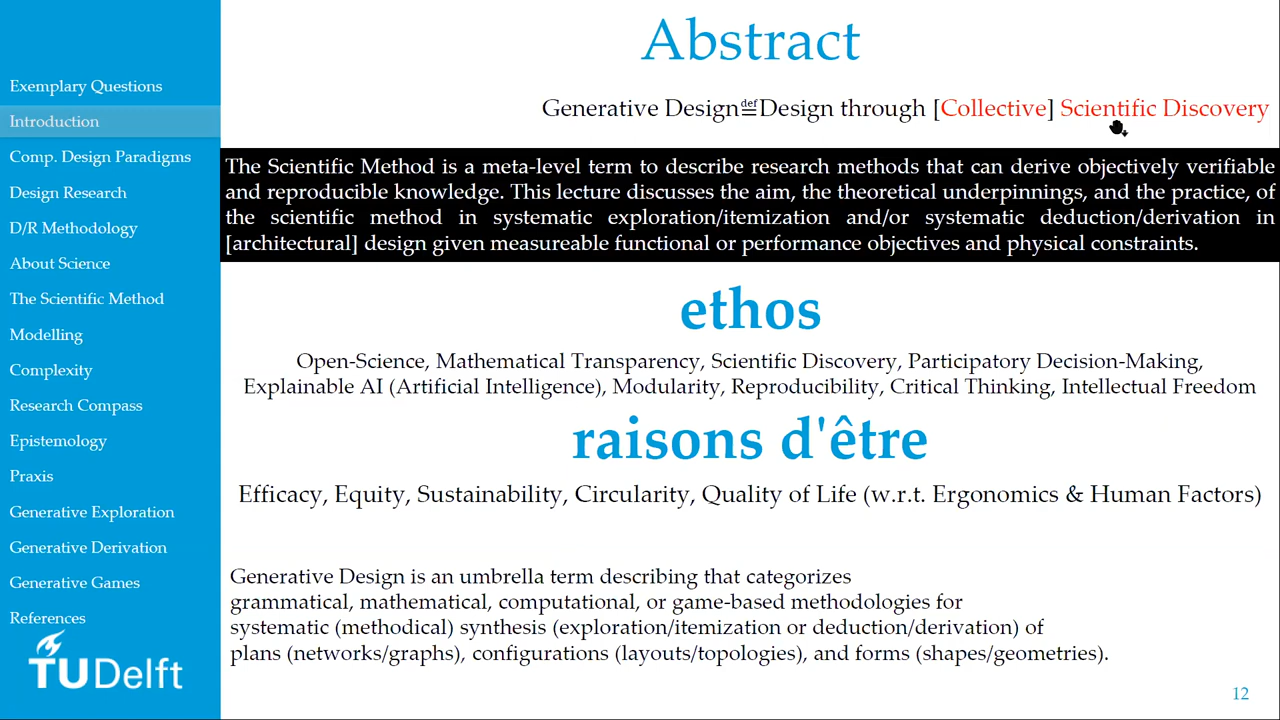 Abstract
Generative Design≝Design through [Collective] Scientific Discovery
The Scientific Method is a meta-level term to describe research methods that can derive objectively verifiable
and reproducible knowledge. This lecture discusses the aim, the theoretical underpinnings, and the practice, of
the scientific method in systematic exploration/itemization and/or systematic deduction/derivation in
[architectural] design given measureable functional or performance objectives and physical constraints.
ethos
Open-Science, Mathematical Transparency, Scientific Discovery, Participatory Decision-Making,
Explainable AI (Artificial Intelligence), Modularity, Reproducibility, Critical Thinking, Intellectual Freedom
raisons d'être
Efficacy, Equity, Sustainability, Circularity, Quality of Life (w.r.t. Ergonomics & Human Factors)
Generative Design is an umbrella term describing that categorizes
grammatical, mathematical, computational, or game-based methodologies for
systematic (methodical) synthesis (exploration/itemization or deduction/derivation) of
plans (networks/graphs), configurations (layouts/topologies), and forms (shapes/geometries).
Exemplary Questions
Introduction
Comp. Design Paradigms
Design Research
D/R Methodology
About Science
The Scientific Method
Modelling
Complexity
Research Compass
Epistemology
Praxis
Generative Exploration
Generative Derivation
Generative Games
References
TUDelft
12